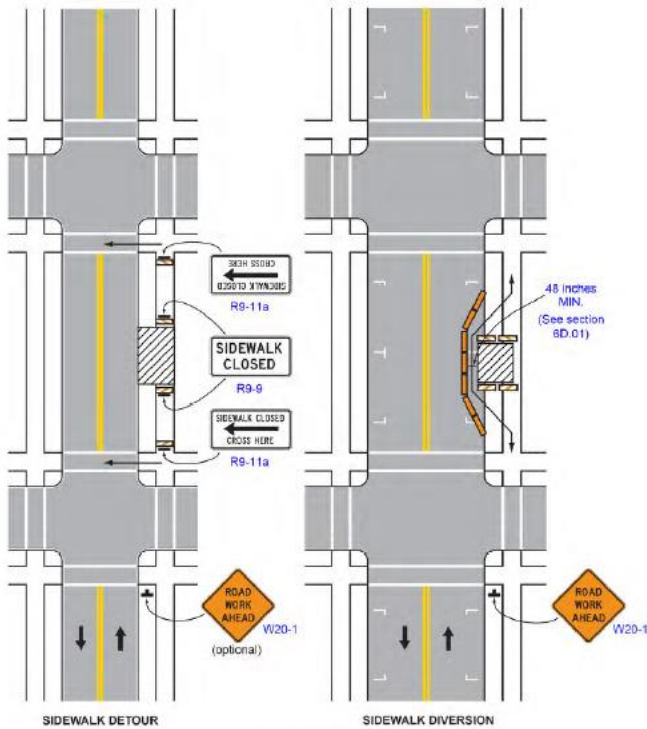 CROSS HERE
SIDEWALK CLOSED
R9-11a
SIDEWALK
CLOSED
R9-9
SIDEWALK CLOSED
CROSS HERE
R9-11a
ROAD
WORK
AHEAD
W20-1
(optional)
SIDEWALK DETOUR
48 inches
MIN.
(See section
6D.01)
ROAD
WORK
AHEAD
W20-1
SIDEWALK DIVERSION